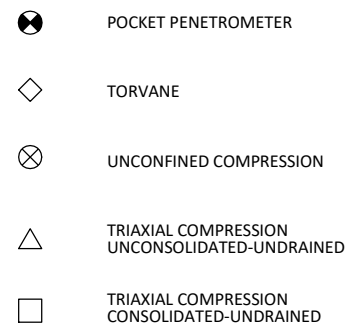 POCKET PENETROMETER
TORVANE
UNCONFINED COMPRESSION
TRIAXIAL COMPRESSION
UNCONSOLIDATED-UNDRAINED
TRIAXIAL COMPRESSION
CONSOLIDATED-UNDRAINED